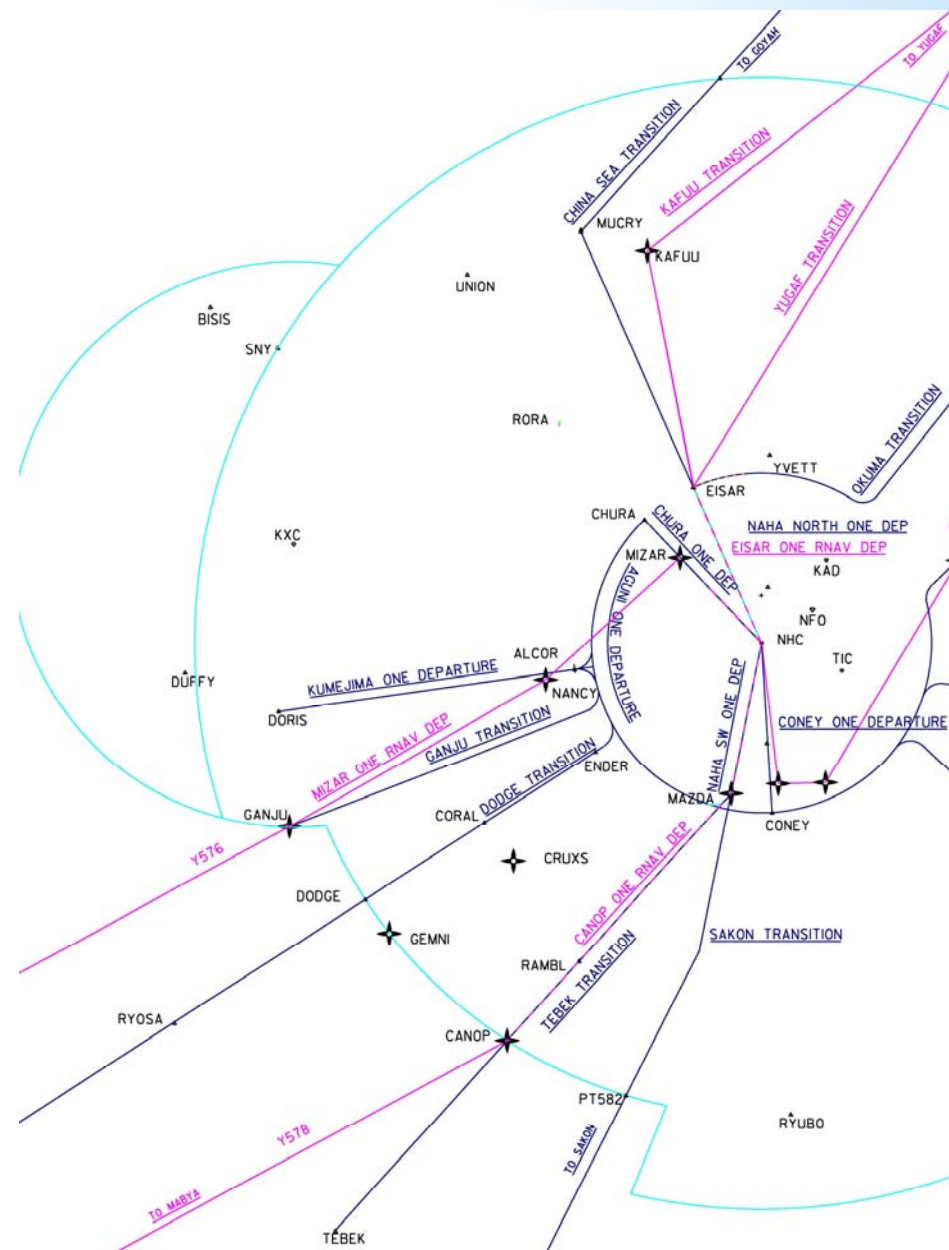 TO GOYAH
TO YUGAF
CHINA SEA TRANSITION
KAFUU TRANSITION
MUCRY
KAFUU
YUGAF TRANSITION
UNION
BISIS
SNY
RORA
OKUMA TRANSITION
YVETT
EISAR
CHURA
CHURA ONE DEP
NAHA NORTH ONE DEP
EISAR ONE RNAV DEP
KXC
MIZAR
KAD
AGUNI ONE DEPARTURE
NFO
NHC
ALCOR
TIC
KUMEJIMA ONE DEPARTURE
DUFFY
NANCY
DORIS
NAHA SW ONE DEP
CONEY ONE DEPARTURE
MIZAR ONE RNAV DEP
GANJU TRANSITION
ENDER
DODGE TRANSITION
MAZDA
GANJU
CORAL
CONEY
Y576
CRUXS
CANOP ONE RNAV DEP
DODGE
GEMNI
SAKON TRANSITION
RAMBL
TEBEK TRANSITION
RYOSA
CANOP
PT582
RYUBO
Y578
TO SAKON
TO MABYA
TEBEK